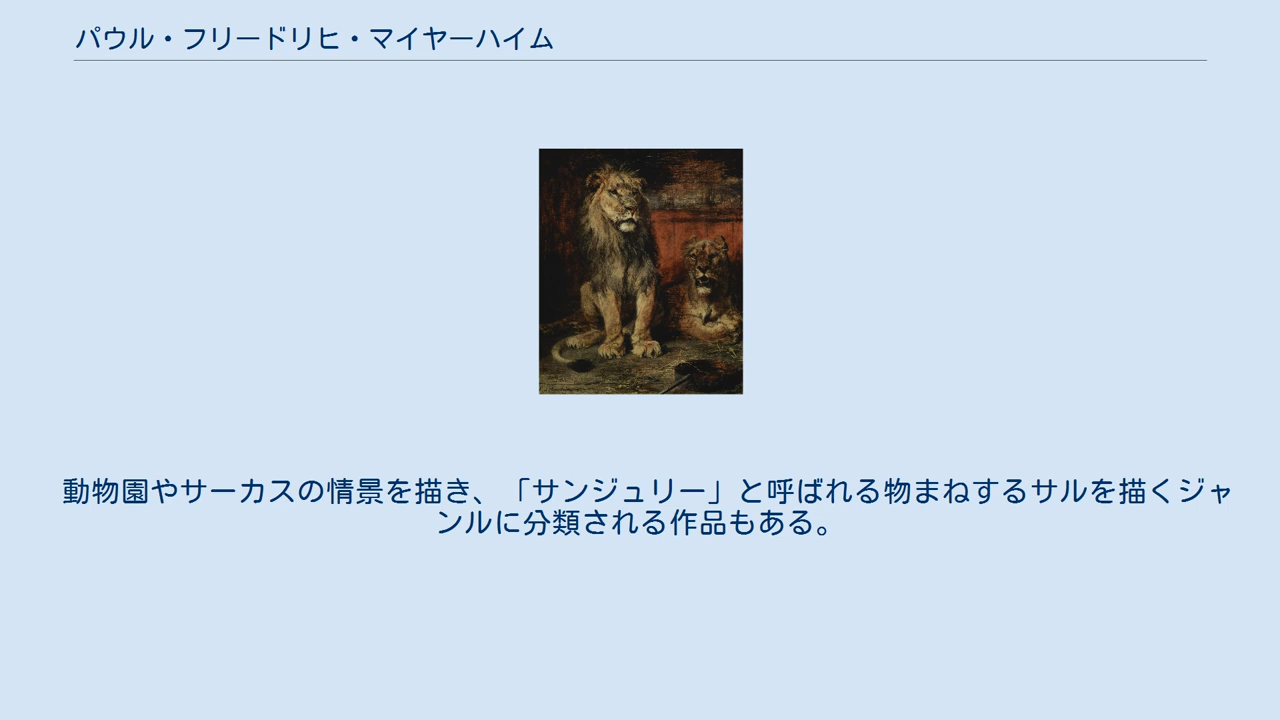 パウル・フリードリヒ・マイヤーハイム
動物園やサーカスの情景を描き、「サンジュリー」と呼ばれる物まねするサルを描くジャ
ンルに分類される作品もある。